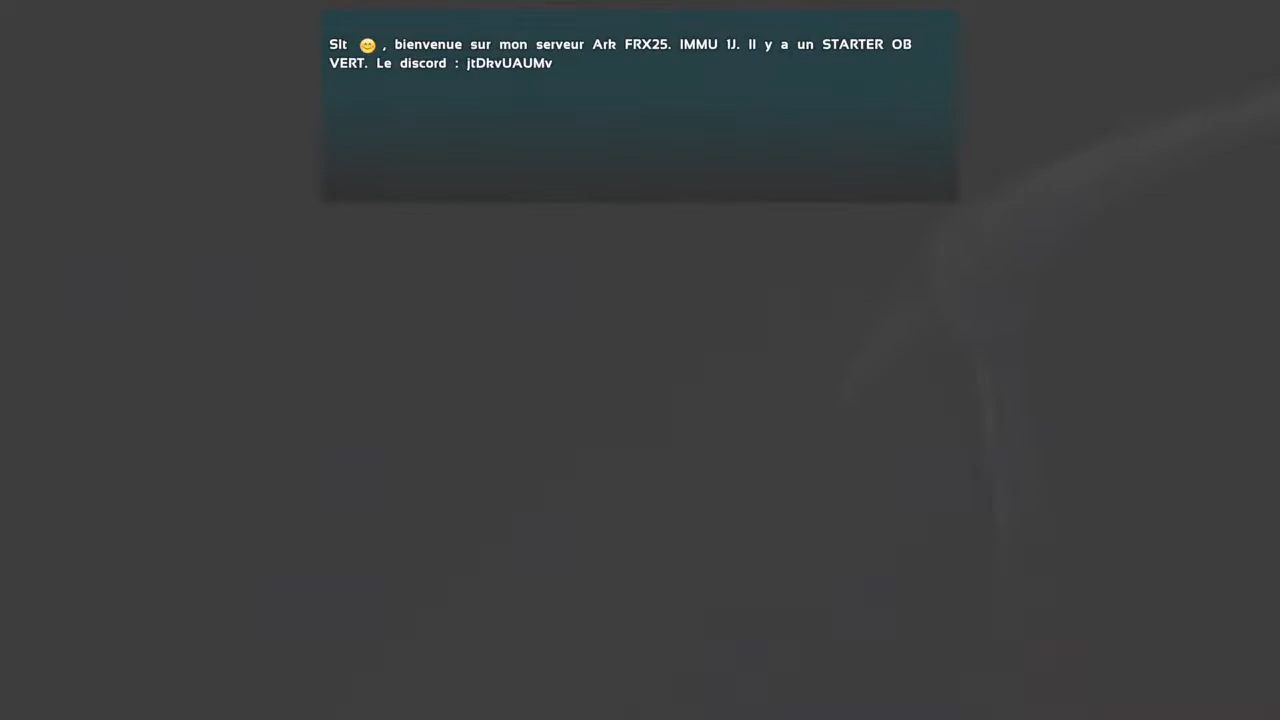 Slt 😊 , bienvenue sur mon serveur Ark FRX25. IMMU 1J. Il y a un STARTER OB
VERT. Le discord : jtDkvUAUMv